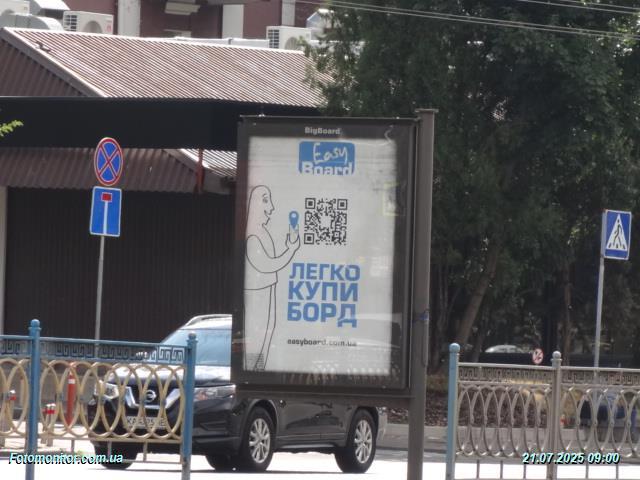 BigBoard
Easy
Board
ЛЕГКО
КУПИ
БОРД
easyboard.com.ua
Fotomonitor.com.ua
21.07.2025 09:00